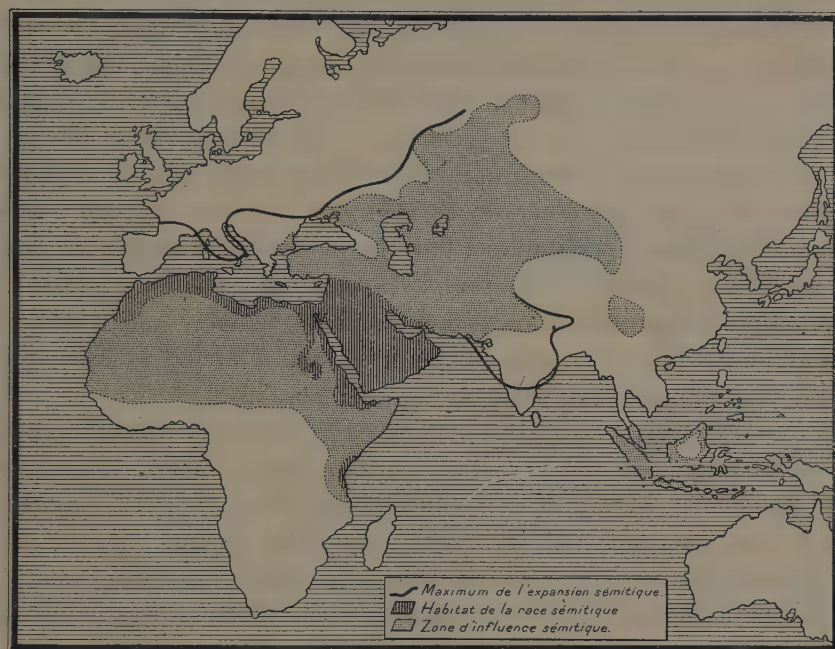 Maximum de l'expansion sémitique.
Habitat de la race sémitique
Zone d'influence sémitique.